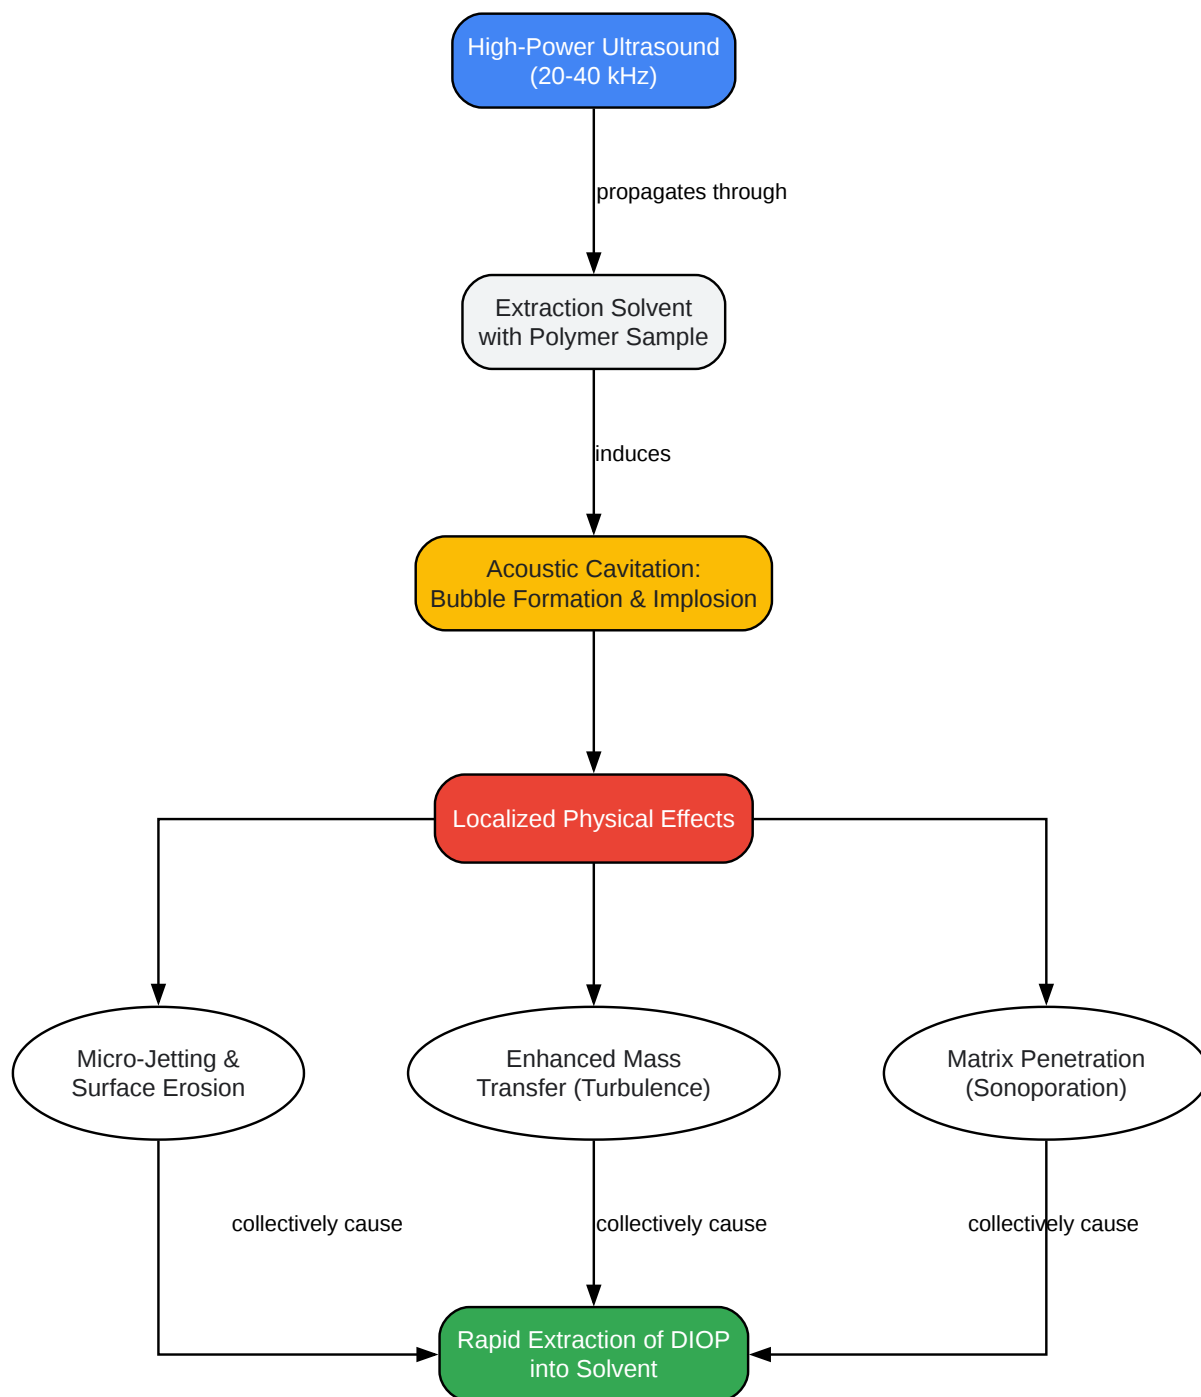 High-Power Ultrasound
(20-40 kHz)
propagates through
Extraction Solvent
with Polymer Sample
induces
Acoustic Cavitation:
Bubble Formation & Implosion
Localized Physical Effects
Micro-Jetting &
Surface Erosion
Enhanced Mass
Transfer (Turbulence)
Matrix Penetration
(Sonoporation)
collectively cause
collectively cause
collectively cause
Rapid Extraction of DIOP
into Solvent